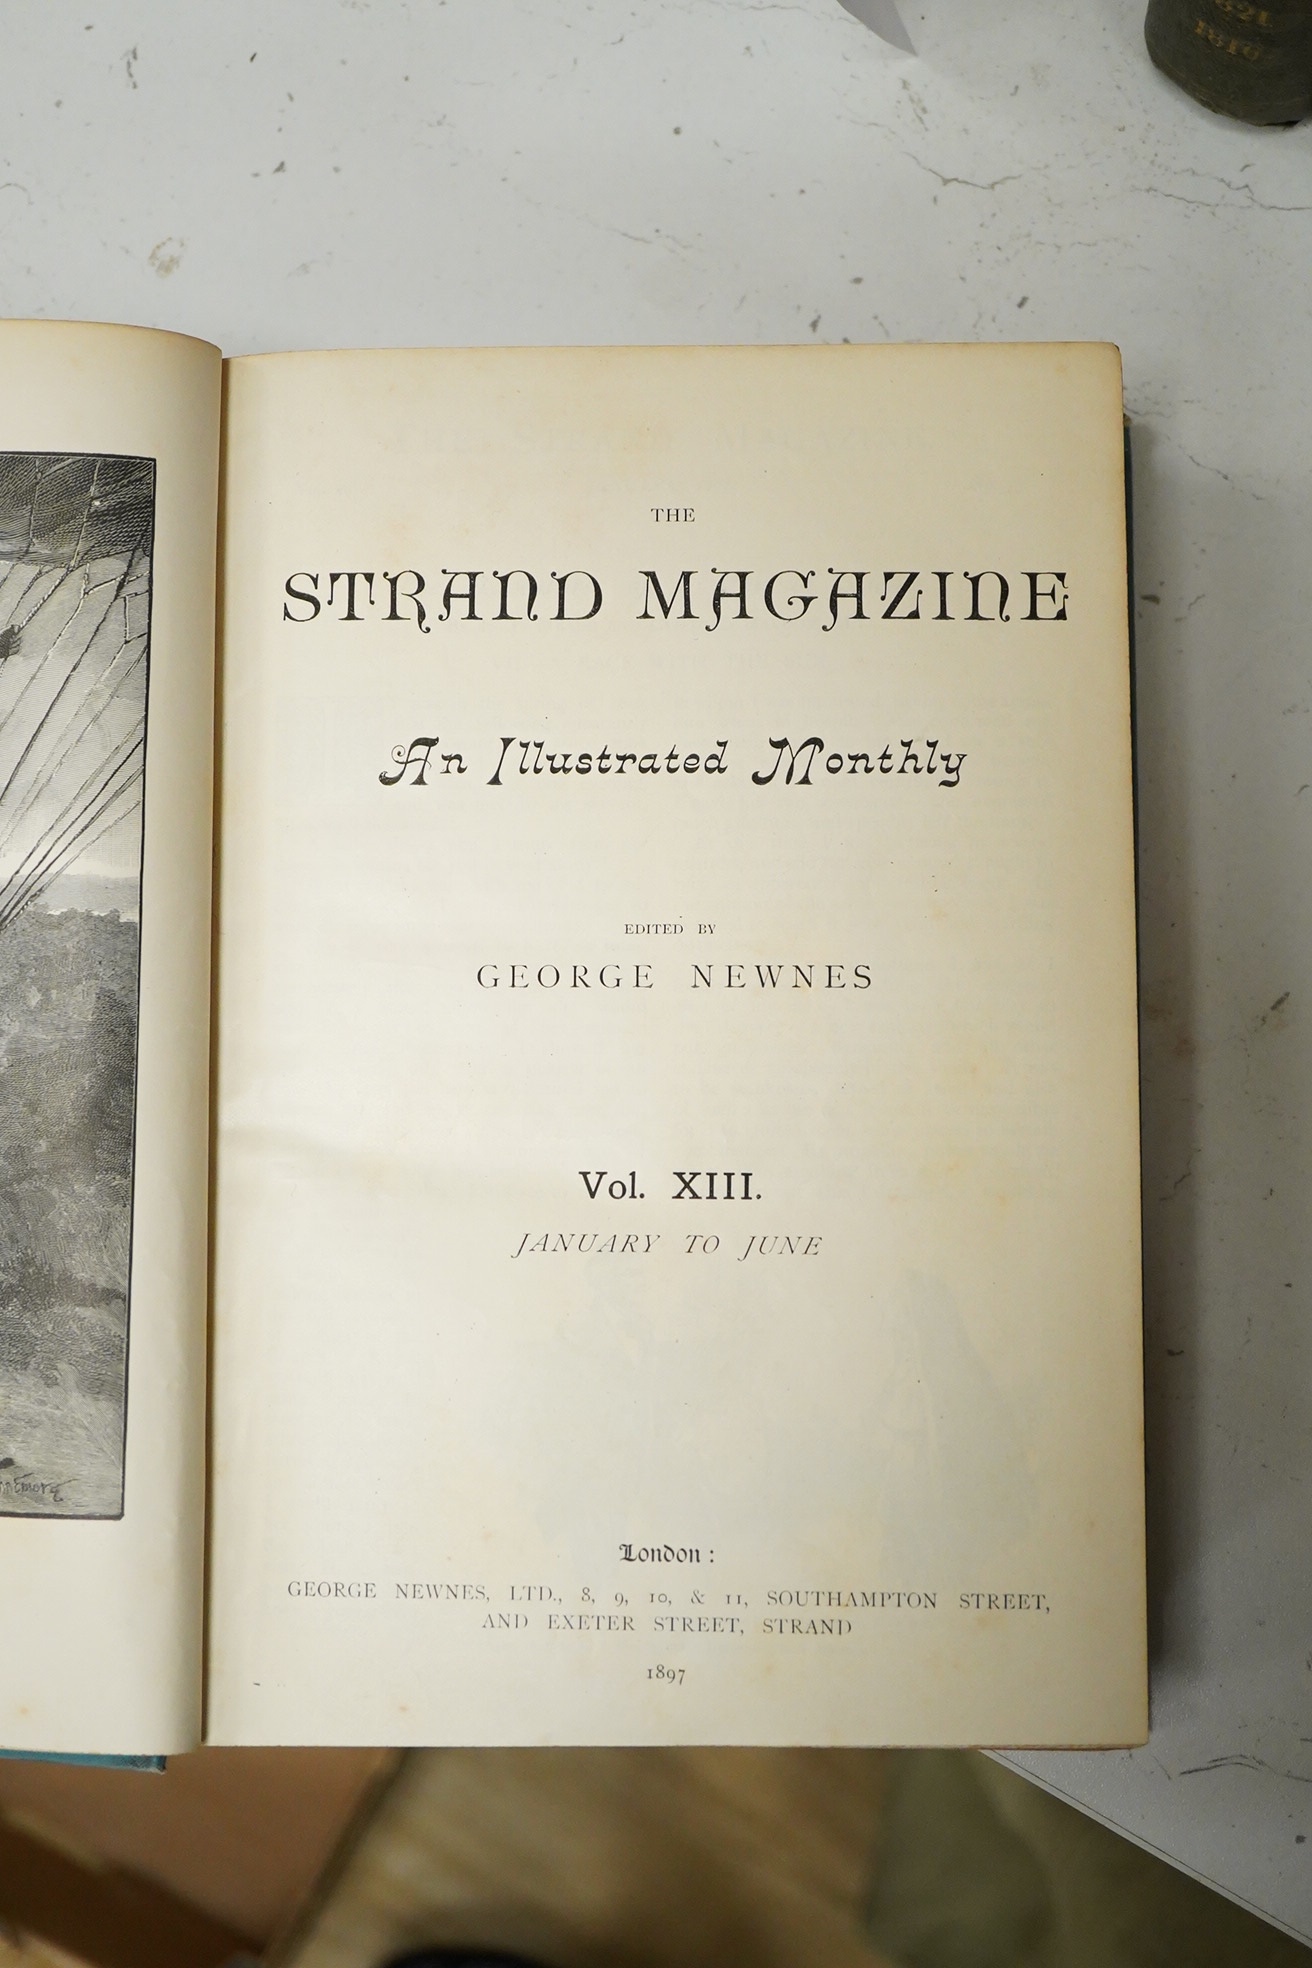 THE
STRAND MAGAZINE
An Illustrated Monthly
EDITED BY
GEORGE NEWNES
Vol. XIII.
JANUARY TO JUNE
London :
GEORGE NEWNES, LTD., 8, 9, 10, & 11, SOUTHAMPTON STREET,
AND EXETER STREET, STRAND
1897